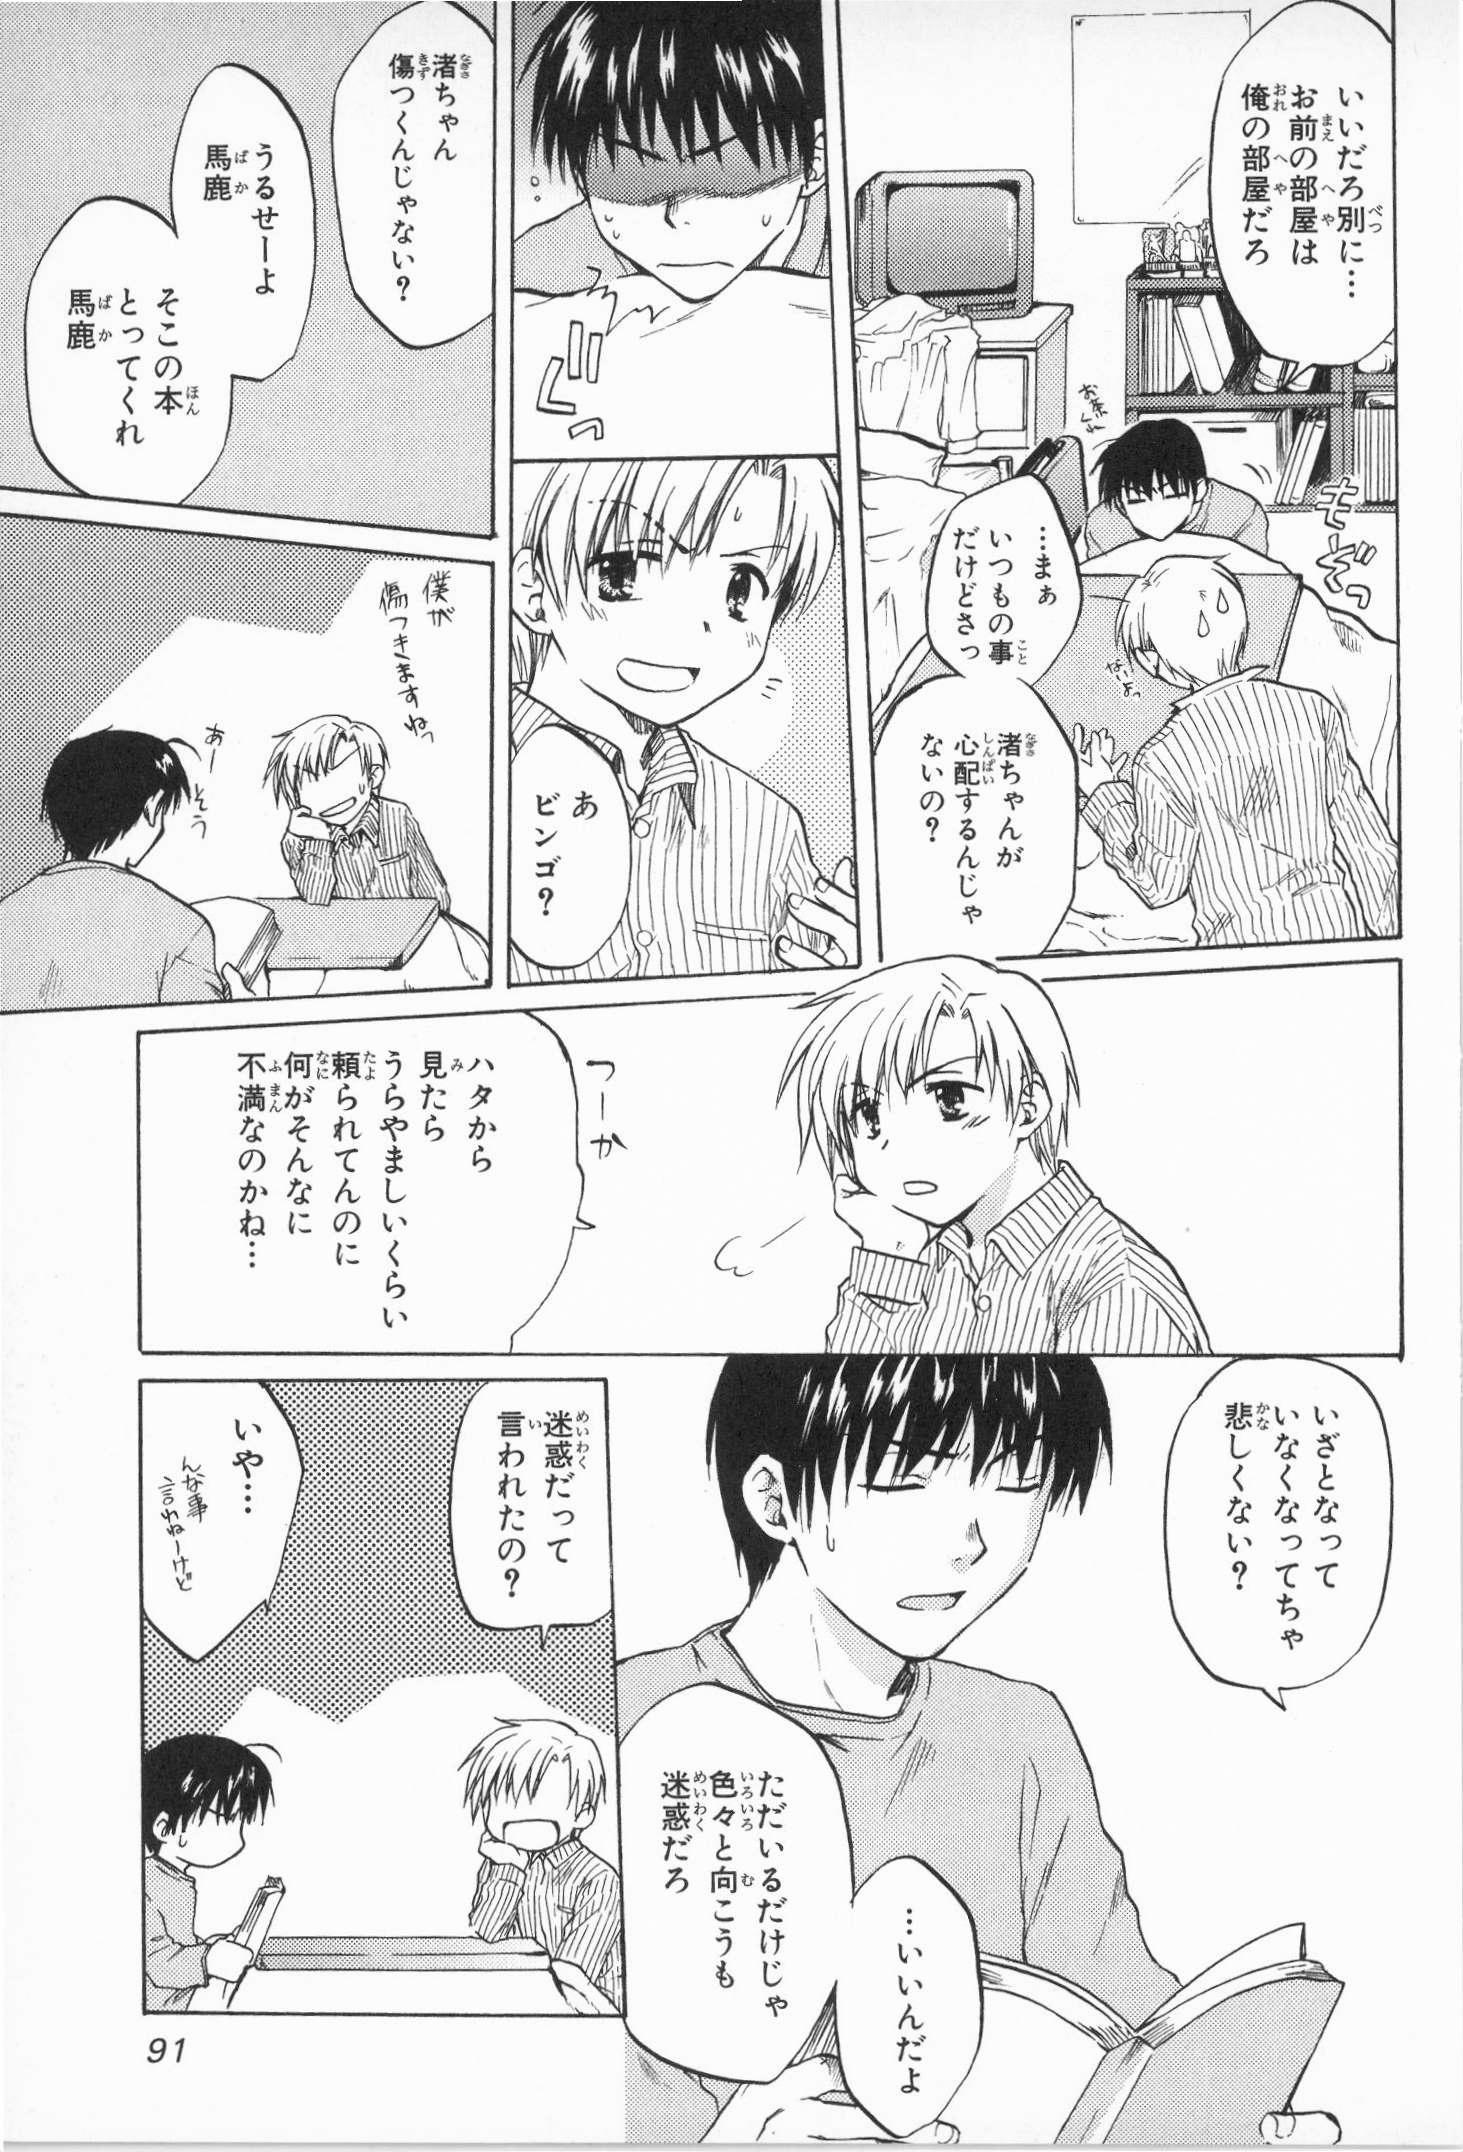 いいだろ別に…
お前の部屋は
俺の部屋だろ
お茶くれ
もぞぞっ
ないよっ
…まぁ
いつもの事
だけどさっ
渚ちゃんが
心配するんじゃ
ないの？
あ
ビンゴ？
渚ちゃん
傷つくんじゃない？
うるせーよ
馬鹿
そこの本
とってくれ
馬鹿
僕が
傷つきますねっ
あー
そう
つーか
ハタから
見たら
うらやましいくらい
頼られてんのに
何がそんなに
不満なのかね…
いざとなって
いなくなってちゃ
悲しくない？
…いいんだよ
ただいるだけじゃ
色々と向こうも
迷惑だろ
迷惑だって
言われたの？
いや…
んな事
言わねーけど
91